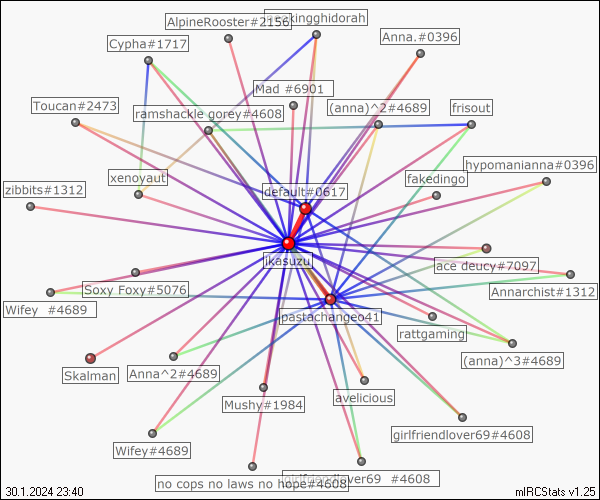 AlpineRooster#2156
Cypha#1717
Anna.#0396
Mad #6901
Toucan#2473
ramshackle gorey#4608
(anna)^2#4689
frisout
hypomanianna#0396
xenoyaut
fakedingo
zibbits#1312
default#0617
ikasuzu
ace deucy#7097
Soxy Foxy#5076
Annarchist#1312
Wifey #4689
pastachangeo41
rattgaming
(anna)^3#4689
Skalman
Anna^2#4689
Mushy#1984
avelicious
girlfriendlover69#4608
Wifey#4689
no cops no laws no hope#4608
girlfriendlover69 #4608
30.1.2024 23:40
mIRCStats v1.25